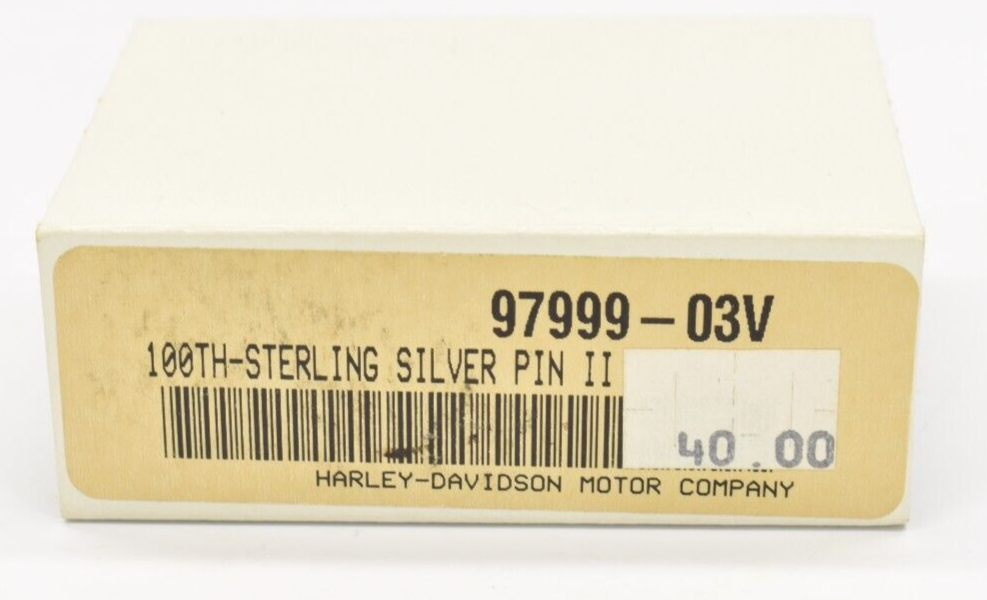 97999-03V
100TH-STERLING SILVER PIN II
40.00
HARLEY-DAVIDSON MOTOR COMPANY